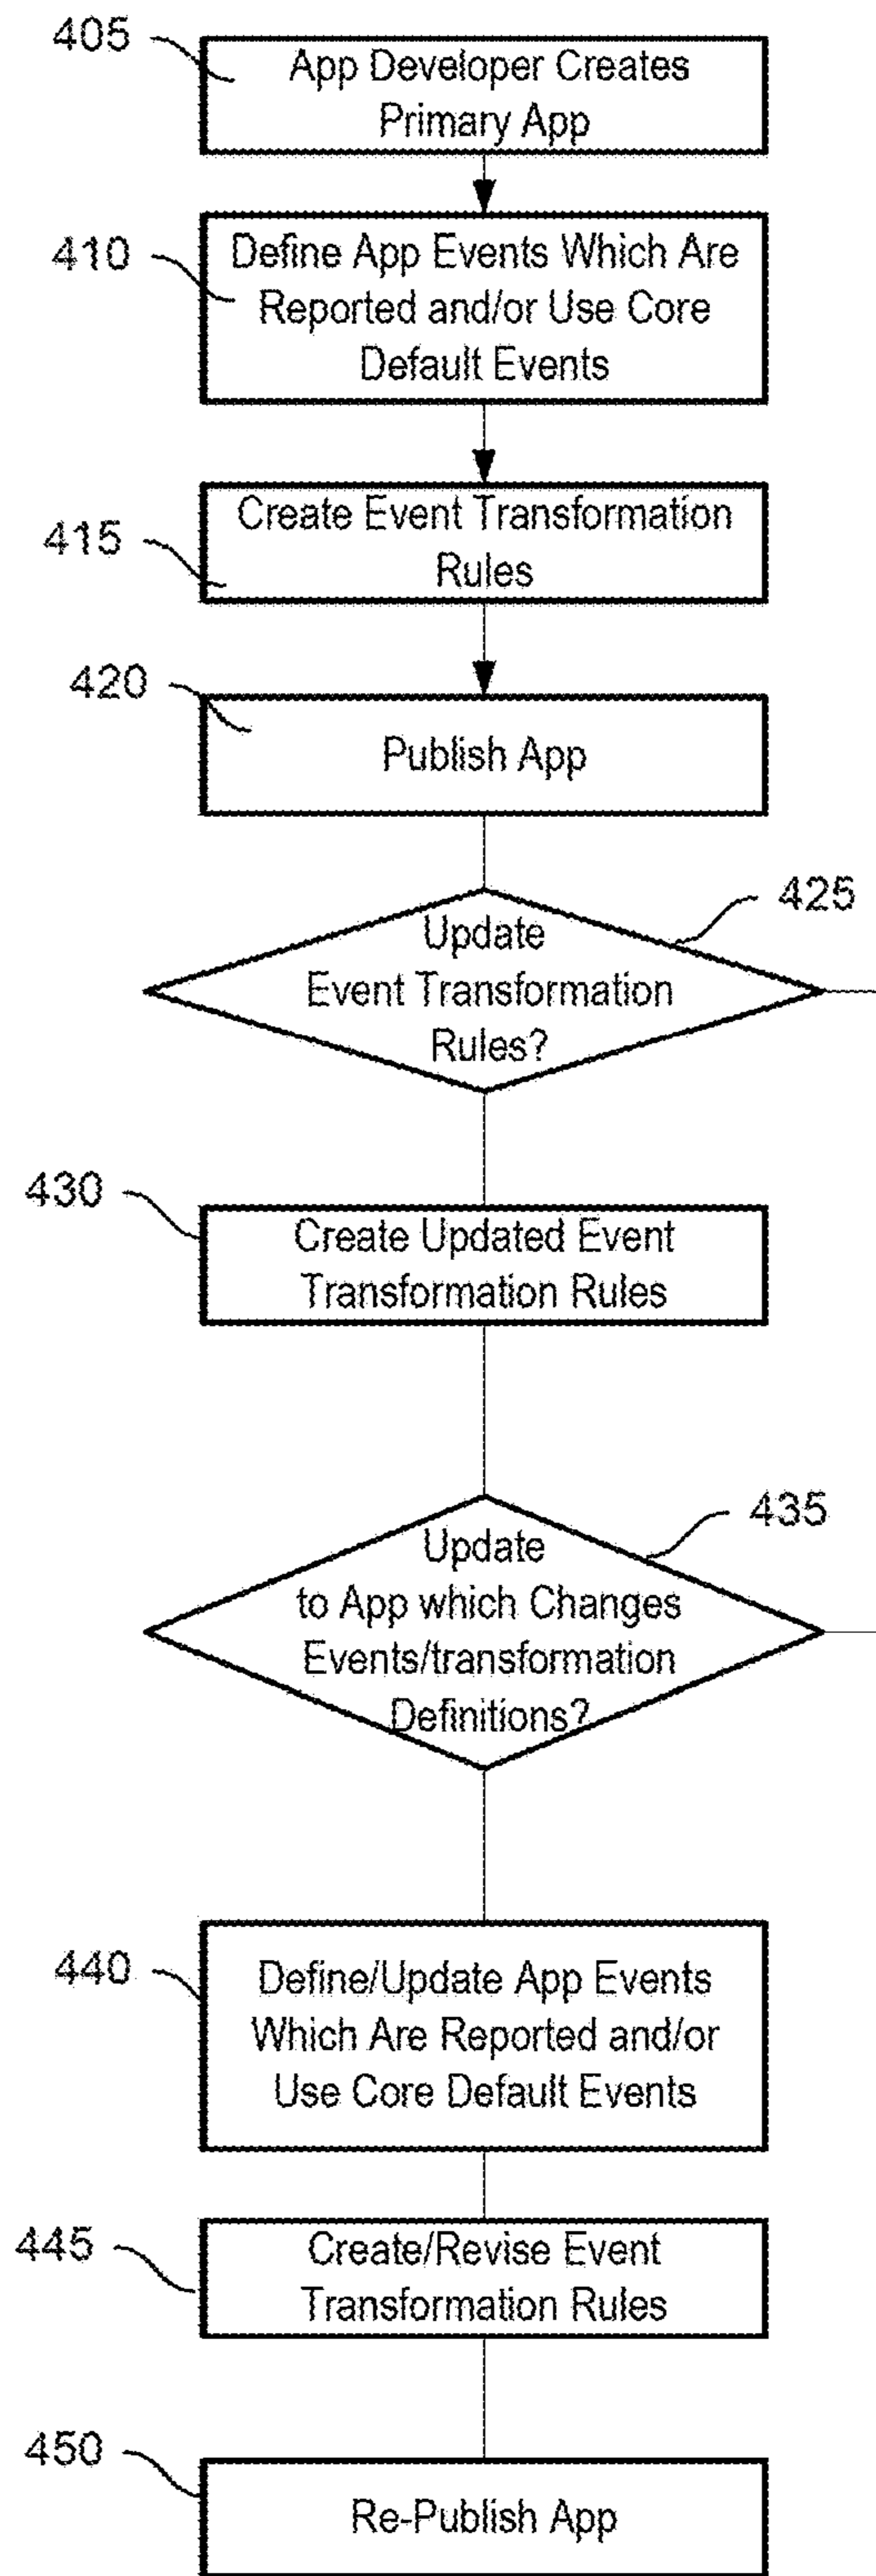 405
App Developer Creates
Primary App
410
Define App Events Which Are
Reported and/or Use Core
Default Events
415
Create Event Transformation
Rules
420
Publish App
425
Update
Event Transformation
Rules?
430
Create Updated Event
Transformation Rules
435
Update
to App which Changes
Events/transformation
Definitions?
440
Define/Update App Events
Which Are Reported and/or
Use Core Default Events
445
Create/Revise Event
Transformation Rules
450
Re-Publish App